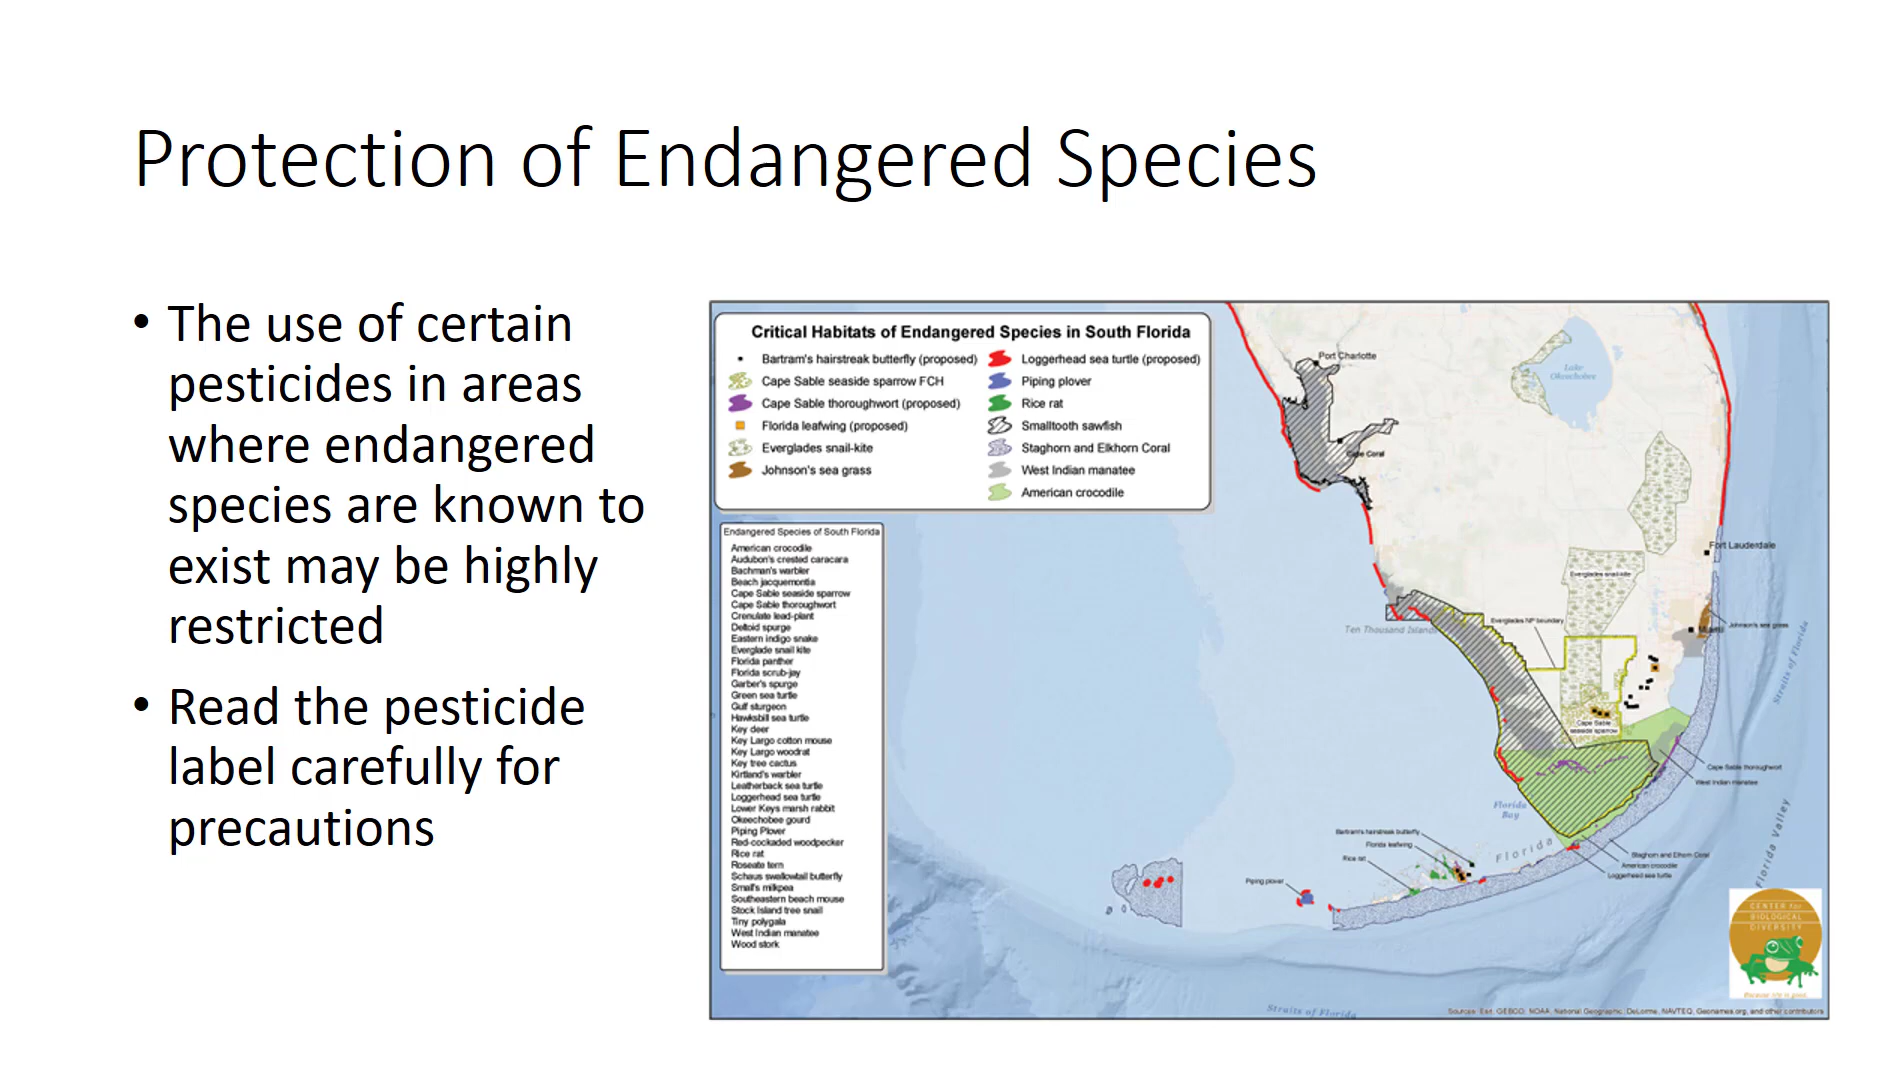 Protection of Endangered Species
• The use of certain
pesticides in areas
where endangered
species are known to
exist may be highly
restricted
• Read the pesticide
label carefully for
precautions
Critical Habitats of Endangered Species in South Florida
Bartram's hairstreak butterfly (proposed)
Cape Sable seaside sparrow FCH
Cape Sable thoroughwort (proposed)
Florida leafwing (proposed)
Everglades snail-kite
Johnson's sea grass
Loggerhead sea turtle (proposed)
Piping plover
Rice rat
Smalltooth sawfish
Staghorn and Elkhorn Coral
West Indian manatee
American crocodile
Endangered Species of South Florida
American crocodile
Audubon's crested caracara
Bachman's warbler
Beach jacquemontia
Cape Sable seaside sparrow
Cape Sable thoroughwort
Crenulate lead-plant
Deltoid spurge
Eastern indigo snake
Everglade snail kite
Florida panther
Florida scrub-jay
Garber's spurge
Green sea turtle
Gulf sturgeon
Hawksbill sea turtle
Key deer
Key Largo cotton mouse
Key Largo woodrat
Key tree cactus
Kirtland's warbler
Leatherback sea turtle
Loggerhead sea turtle
Lower Keys marsh rabbit
Okeechobee gourd
Piping Plover
Red-cockaded woodpecker
Rice rat
Roseate tern
Schaus swallowtail butterfly
Small's milkpea
Southeastern beach mouse
Stock Island tree snail
Tiny polygala
West Indian manatee
Wood stork
Port Charlotte
Lake
Okeechobee
Cape Coral
Fort Lauderdale
Everglades snail-kite
Everglades NP boundary
Ten Thousand Islands
Miami
Johnson's sea grass
Straits of Florida
Cape Sable
seaside sparrow
Cape Sable thoroughwort
West Indian manatee
Florida
Bay
Florida Valley
Bartram's hairstreak butterfly
Florida leafwing
Rice rat
Florida
Staghorn and Elkhorn Coral
American crocodile
Loggerhead sea turtle
Piping plover
CENTER for
BIOLOGICAL
DIVERSITY
Because life is good.
Straits of Florida
Sources: Esri, GEBCO, NOAA, National Geographic, DeLorme, NAVTEQ, Geonames.org, and other contributors